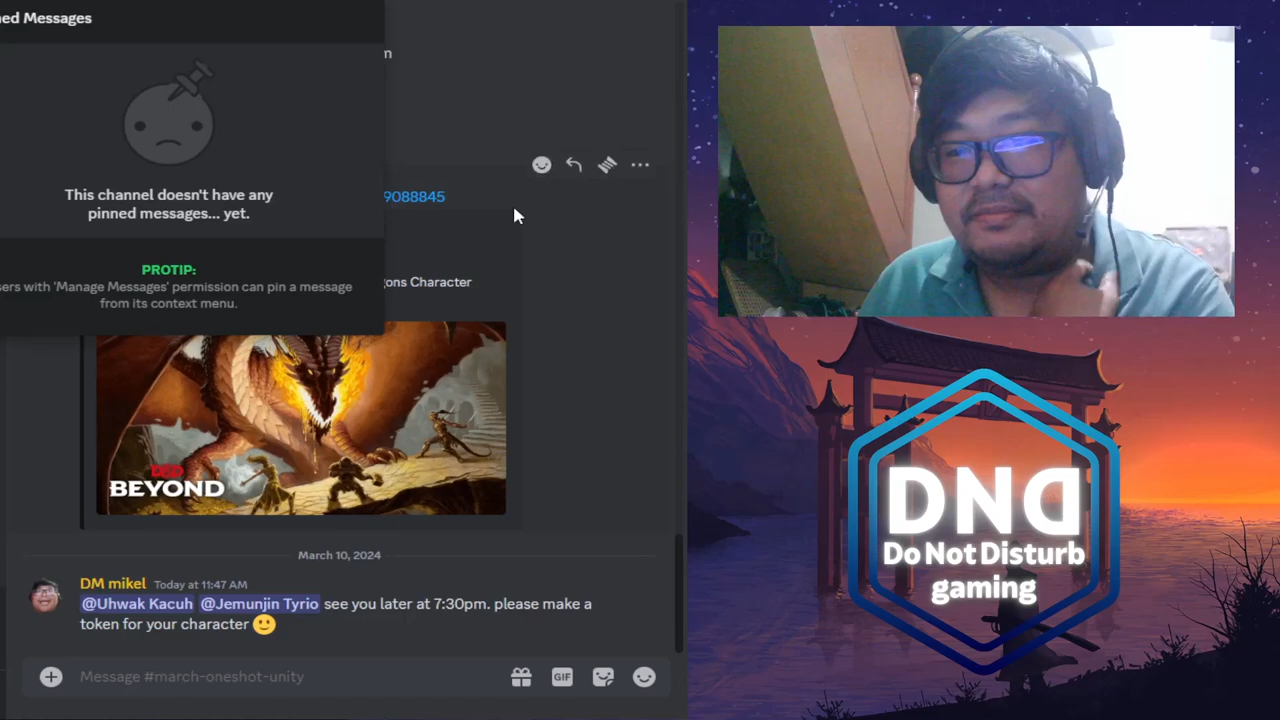 ned Messages
m
This channel doesn't have any
pinned messages... yet.
9088845
PROTIP:
sers with 'Manage Messages' permission can pin a message
from its context menu.
gons Character
D&D
BEYOND
March 10, 2024
DM mikel Today at 11:47 AM
@Uhwak Kacuh @Jemunjin Tyrio see you later at 7:30pm. please make a
token for your character
Message #march-oneshot-unity
GIF
DND
Do Not Disturb
gaming